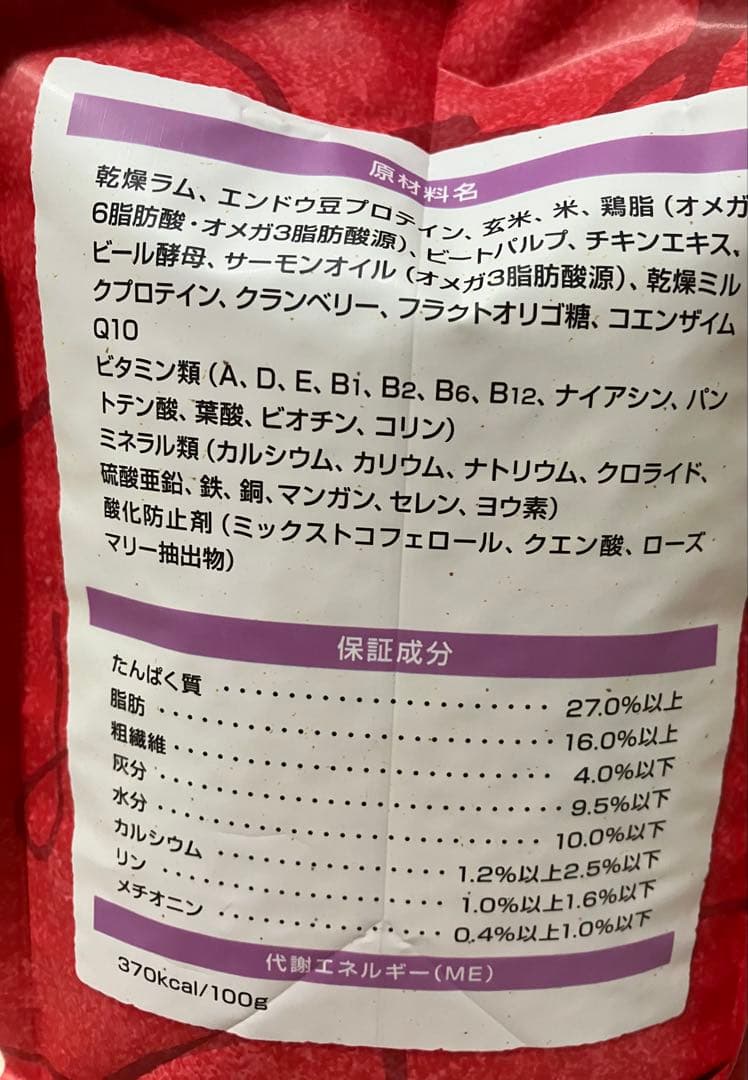 原材料名
乾燥ラム、エンドウ豆プロテイン、玄米、米、鶏脂（オメガ
6脂肪酸・オメガ3脂肪酸源）、ビートパルプ、チキンエキス、
ビール酵母、サーモンオイル（オメガ3脂肪酸源）、乾燥ミル
クプロテイン、クランベリー、フラクトオリゴ糖、コエンザイム
Q10
ビタミン類（A、D、E、B1、B2、B6、B12、ナイアシン、パン
トテン酸、葉酸、ビオチン、コリン）
ミネラル類（カルシウム、カリウム、ナトリウム、クロライド、
硫酸亜鉛、鉄、銅、マンガン、セレン、ヨウ素）
酸化防止剤（ミックストコフェロール、クエン酸、ローズ
マリー抽出物）
保証成分
たんぱく質 ･････････････････ 27.0%以上
脂肪 ･････････････････････ 16.0%以上
粗繊維 ････････････････････ 4.0%以下
灰分 ･････････････････････ 9.5%以下
水分 ･････････････････････ 10.0%以下
カルシウム ････････････ 1.2%以上2.5%以下
リン ･･･････････････ 1.0%以上1.6%以下
メチオニン ････････････ 0.4%以上1.0%以下
代謝エネルギー（ME）
370kcal/100g